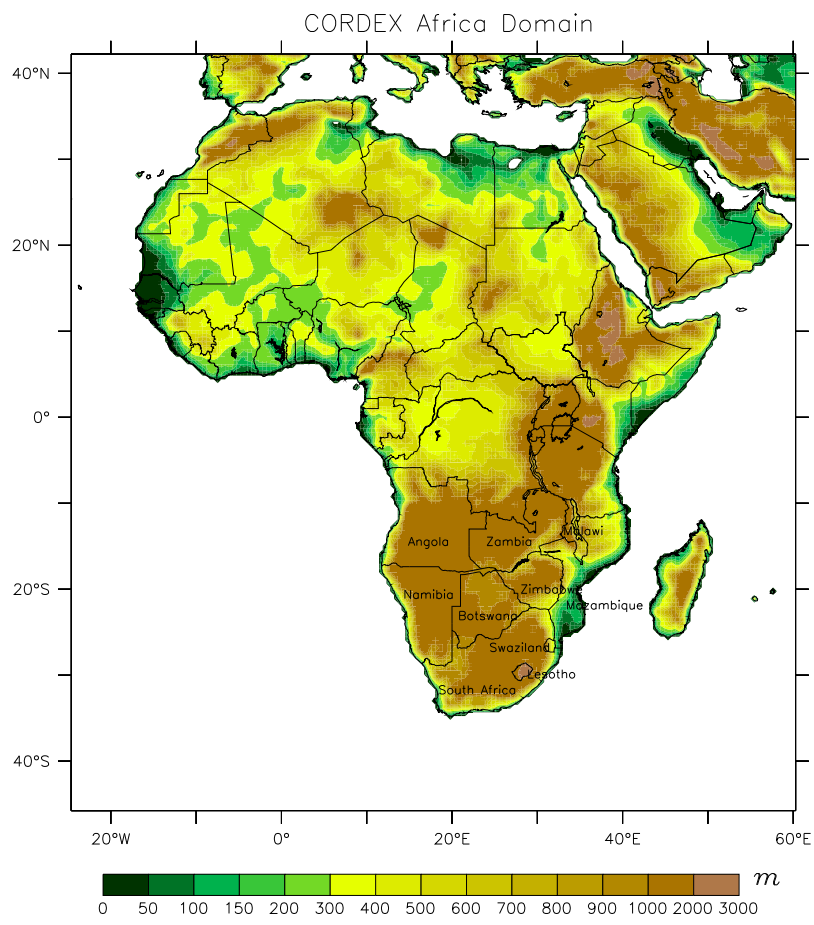 CORDEX Africa Domain
40°N
20°N
0°
20°S
40°S
Malawi
Angola
Zambia
Zimbabwe
Namibia
Mozambique
Botswana
Swaziland
Lesotho
South Africa
20°W 0° 20°E 40°E 60°E
m
0 50 100 150 200 300 400 500 600 700 800 900 1000 2000 3000